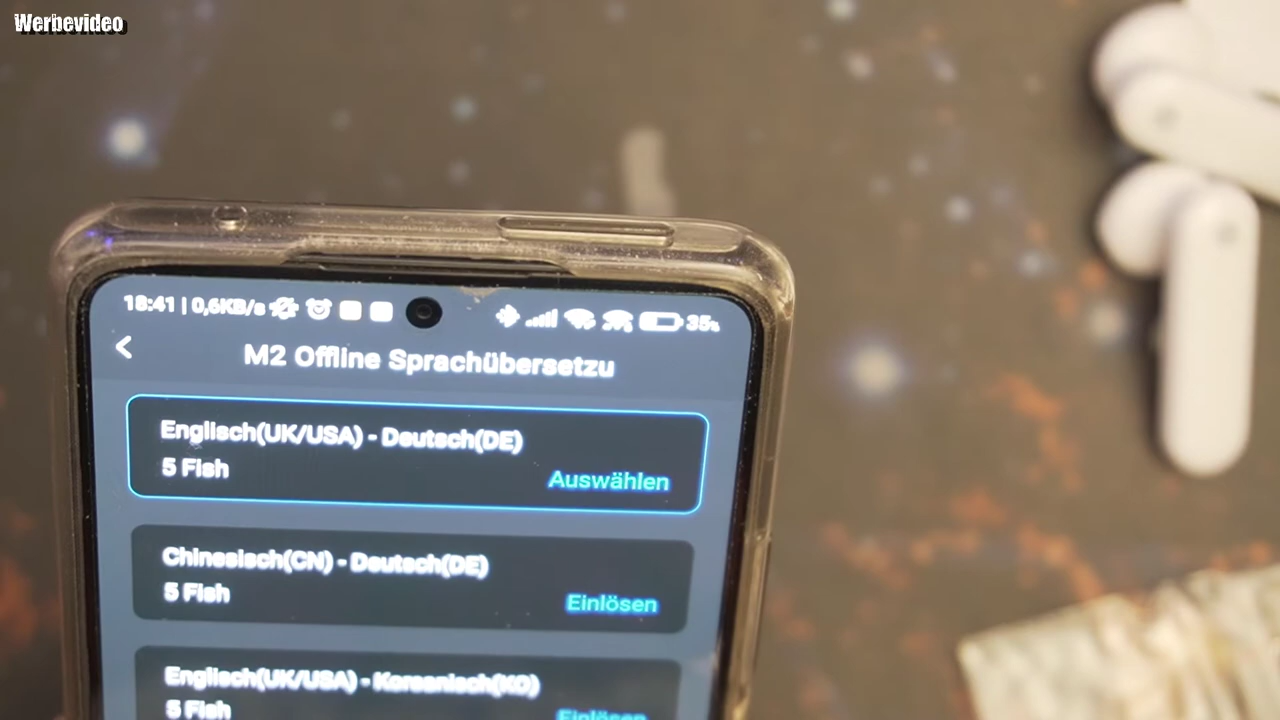 Werbevideo
18:41 | 0,6KB/s
35%
M2 Offline Sprachübersetzu
Englisch(UK/USA) - Deutsch(DE)
5 Fish
Auswählen
Chinesisch(CN) - Deutsch(DE)
5 Fish
Einlösen
Englisch(UK/USA) - Koreanisch(KO)
5 Fish
Einlösen